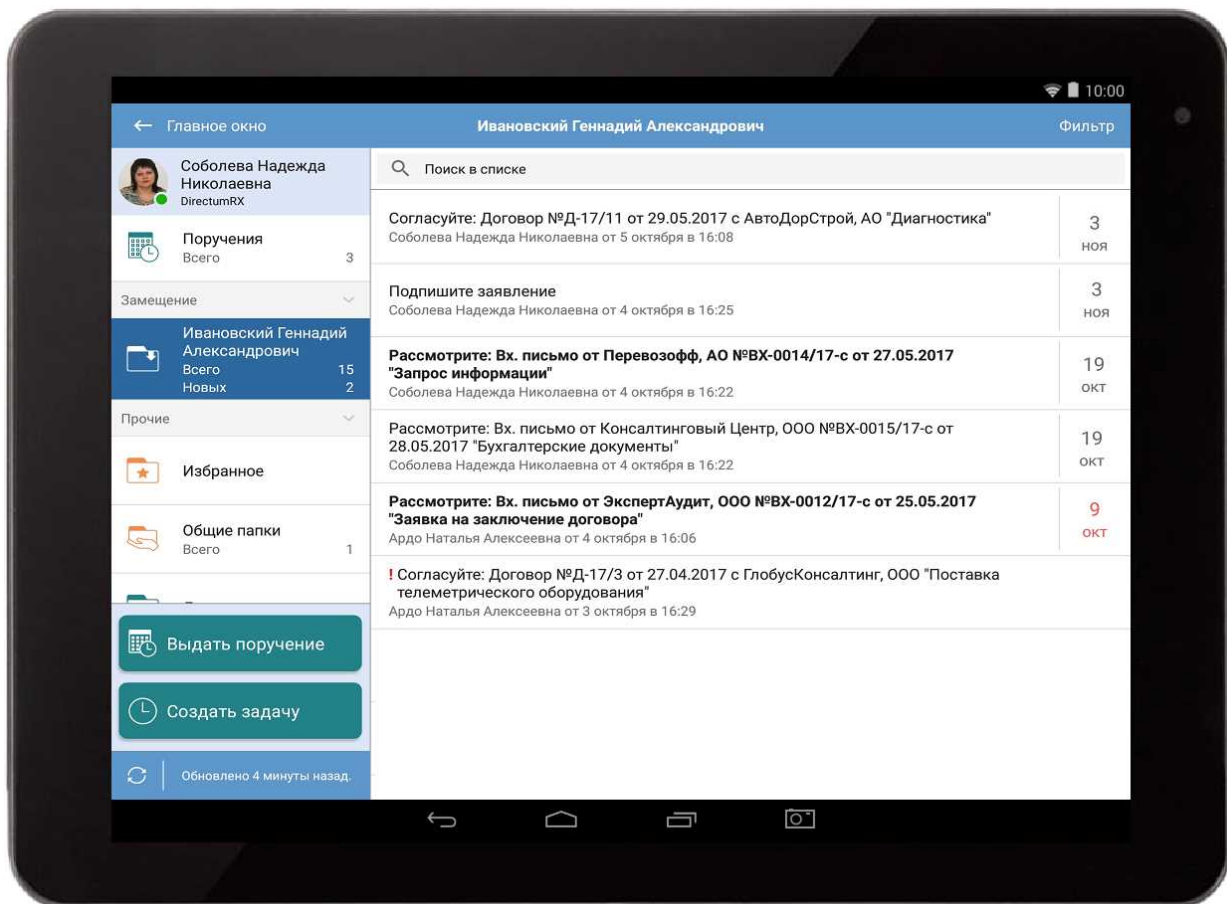 10:00
Главное окно
Ивановский Геннадий Александрович
Фильтр
Соболева Надежда
Николаевна
DirectumRX
Поручения
Всего 3
Замещение
Ивановский Геннадий
Александрович
Всего 15
Новых 2
Прочие
Избранное
Общие папки
Всего 1
Выдать поручение
Создать задачу
Обновлено 4 минуты назад.
Поиск в списке
Согласуйте: Договор №Д-17/11 от 29.05.2017 с АвтоДорСтрой, АО "Диагностика"
Соболева Надежда Николаевна от 5 октября в 16:08
3
ноя
Подпишите заявление
Соболева Надежда Николаевна от 4 октября в 16:25
3
ноя
Рассмотрите: Вх. письмо от Перевозофф, АО №ВХ-0014/17-с от 27.05.2017
"Запрос информации"
Соболева Надежда Николаевна от 4 октября в 16:22
19
окт
Рассмотрите: Вх. письмо от Консалтинговый Центр, ООО №ВХ-0015/17-с от
28.05.2017 "Бухгалтерские документы"
Соболева Надежда Николаевна от 4 октября в 16:22
19
окт
Рассмотрите: Вх. письмо от ЭкспертАудит, ООО №ВХ-0012/17-с от 25.05.2017
"Заявка на заключение договора"
Ардо Наталья Алексеевна от 4 октября в 16:06
9
окт
! Согласуйте: Договор №Д-17/3 от 27.04.2017 с ГлобусКонсалтинг, ООО "Поставка
телеметрического оборудования"
Ардо Наталья Алексеевна от 3 октября в 16:29